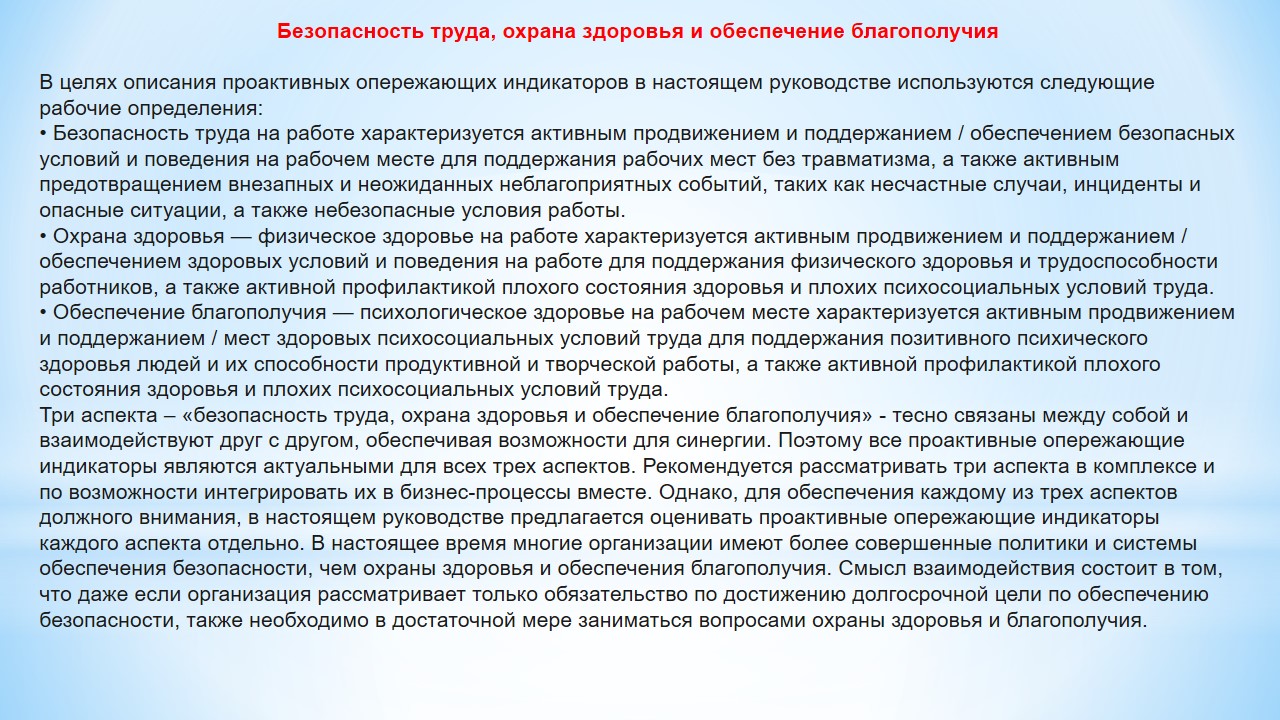 Безопасность труда, охрана здоровья и обеспечение благополучия
В целях описания проактивных опережающих индикаторов в настоящем руководстве используются следующие
рабочие определения:
• Безопасность труда на работе характеризуется активным продвижением и поддержанием / обеспечением безопасных
условий и поведения на рабочем месте для поддержания рабочих мест без травматизма, а также активным
предотвращением внезапных и неожиданных неблагоприятных событий, таких как несчастные случаи, инциденты и
опасные ситуации, а также небезопасные условия работы.
• Охрана здоровья — физическое здоровье на работе характеризуется активным продвижением и поддержанием /
обеспечением здоровых условий и поведения на работе для поддержания физического здоровья и трудоспособности
работников, а также активной профилактикой плохого состояния здоровья и плохих психосоциальных условий труда.
• Обеспечение благополучия — психологическое здоровье на рабочем месте характеризуется активным продвижением
и поддержанием / мест здоровых психосоциальных условий труда для поддержания позитивного психического
здоровья людей и их способности продуктивной и творческой работы, а также активной профилактикой плохого
состояния здоровья и плохих психосоциальных условий труда.
Три аспекта – «безопасность труда, охрана здоровья и обеспечение благополучия» - тесно связаны между собой и
взаимодействуют друг с другом, обеспечивая возможности для синергии. Поэтому все проактивные опережающие
индикаторы являются актуальными для всех трех аспектов. Рекомендуется рассматривать три аспекта в комплексе и
по возможности интегрировать их в бизнес-процессы вместе. Однако, для обеспечения каждому из трех аспектов
должного внимания, в настоящем руководстве предлагается оценивать проактивные опережающие индикаторы
каждого аспекта отдельно. В настоящее время многие организации имеют более совершенные политики и системы
обеспечения безопасности, чем охраны здоровья и обеспечения благополучия. Смысл взаимодействия состоит в том,
что даже если организация рассматривает только обязательство по достижению долгосрочной цели по обеспечению
безопасности, также необходимо в достаточной мере заниматься вопросами охраны здоровья и благополучия.